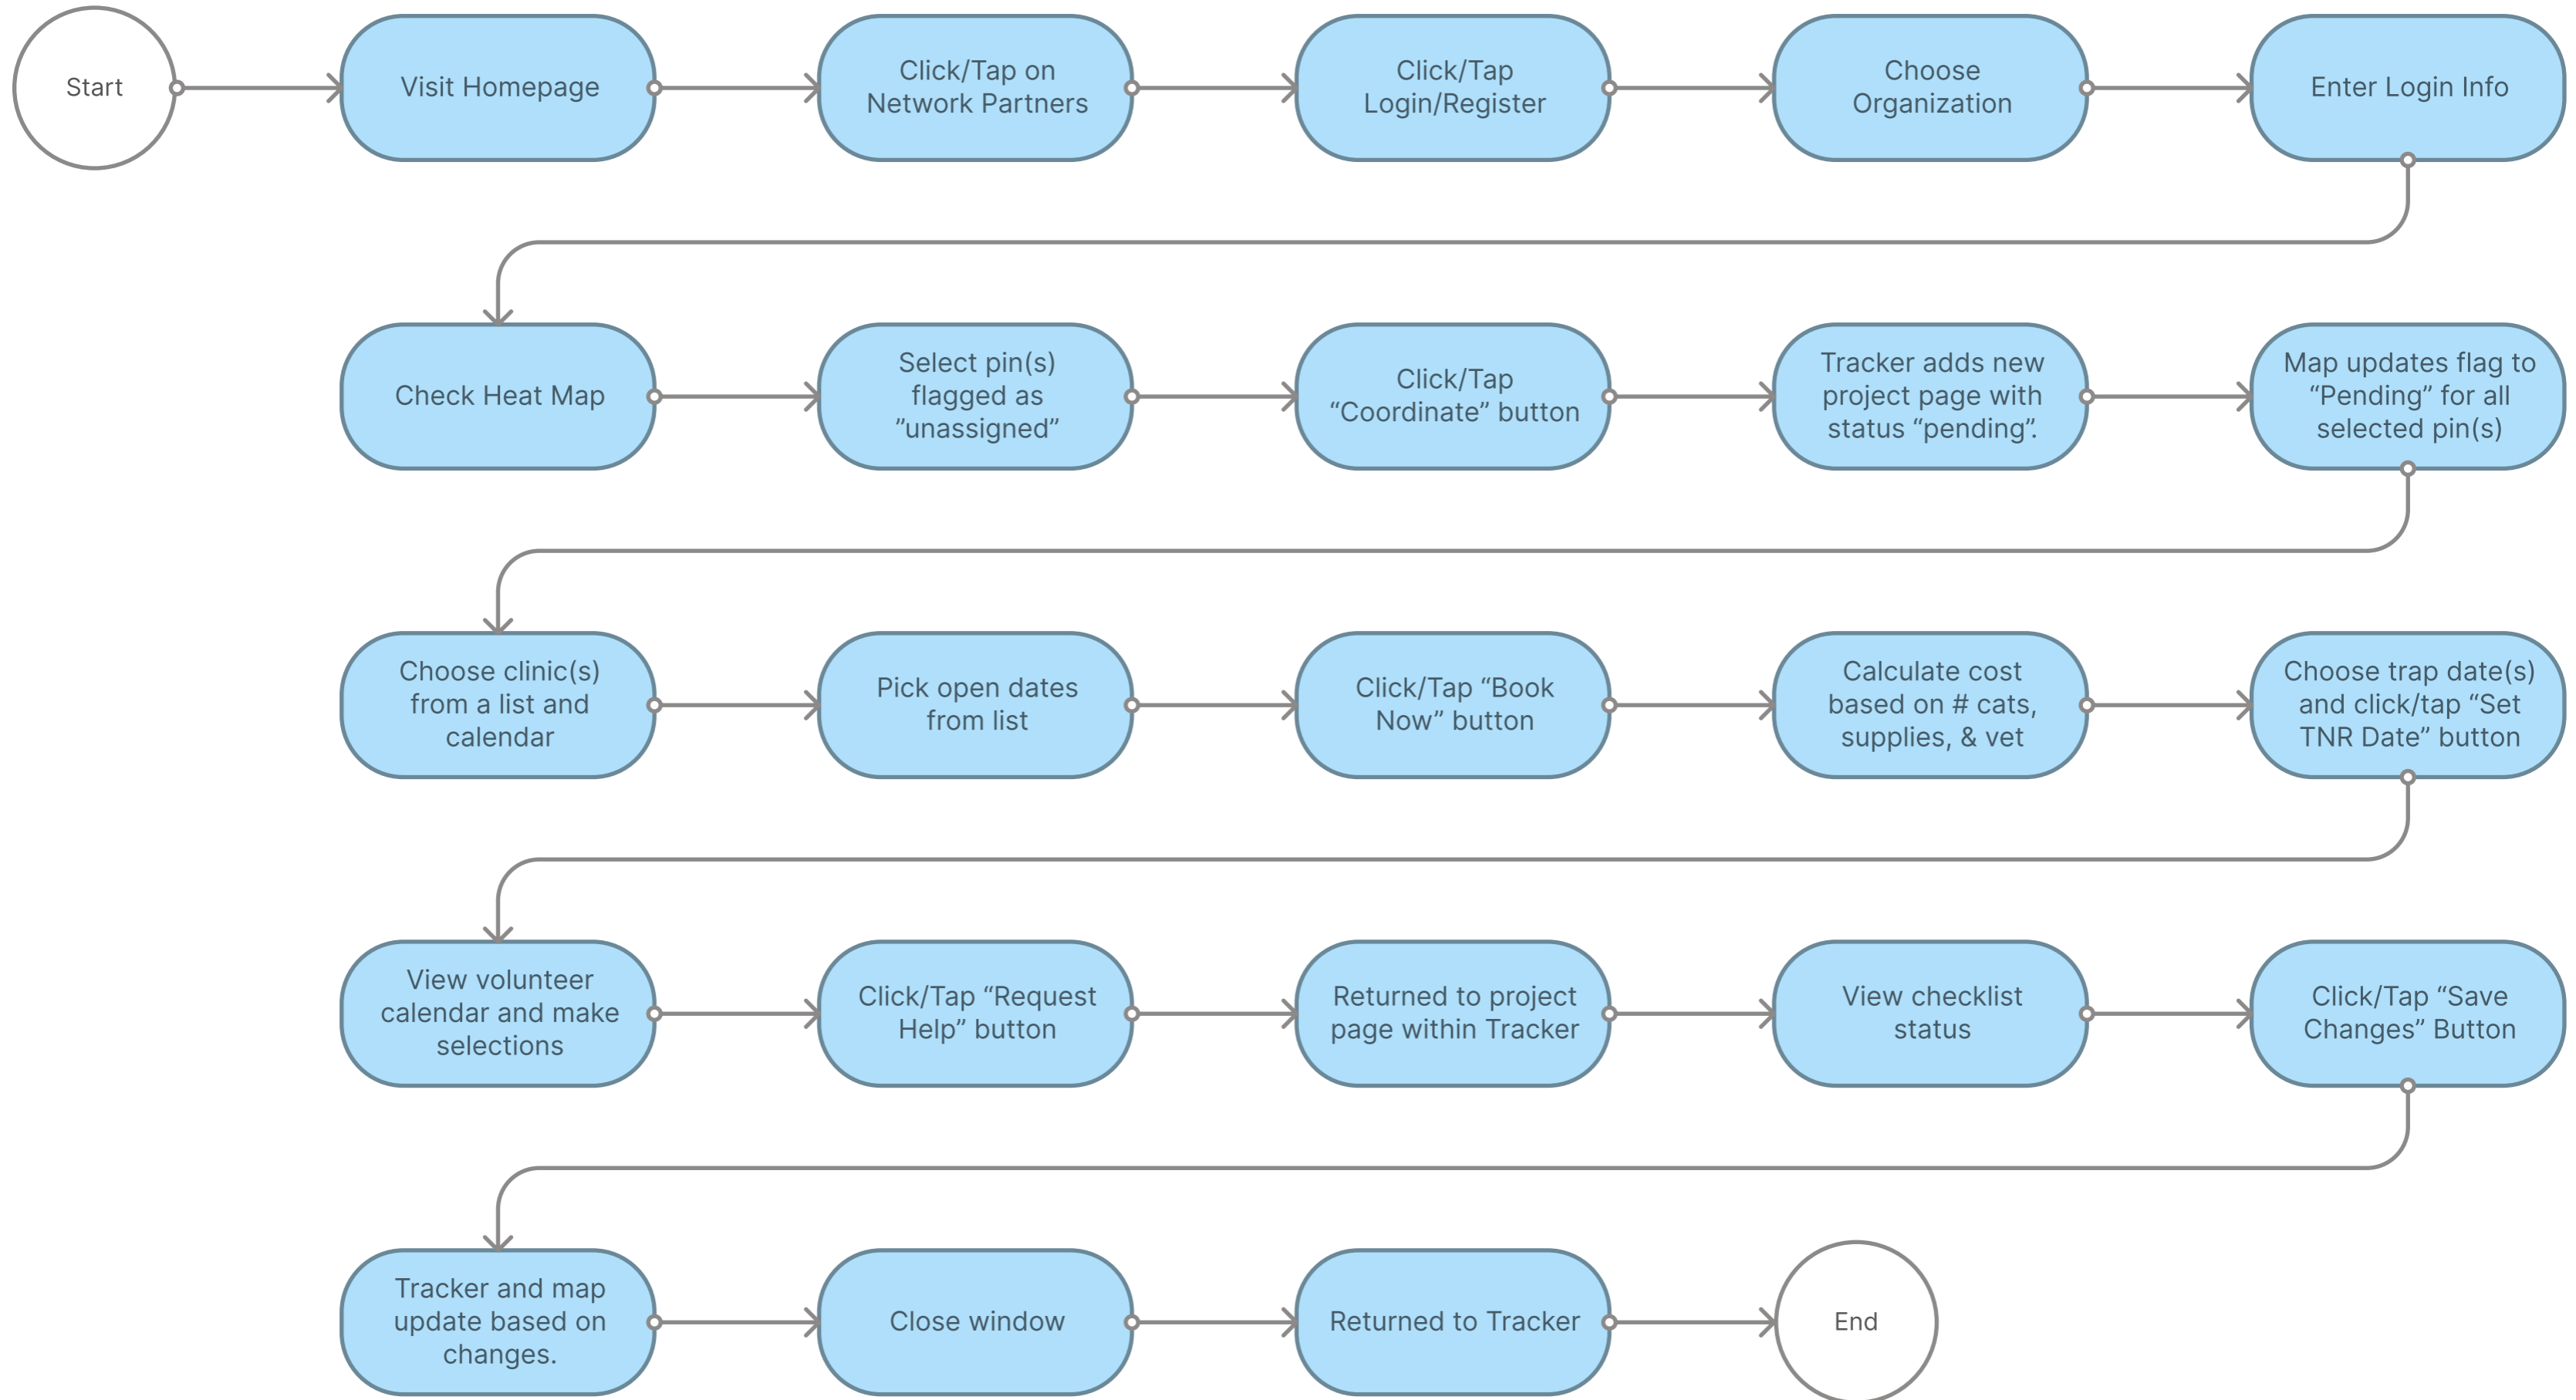 Start
Visit Homepage
Click/Tap on
Network Partners
Click/Tap
Login/Register
Choose
Organization
Enter Login Info
Check Heat Map
Select pin(s)
flagged as
”unassigned”
Click/Tap
“Coordinate” button
Tracker adds new
project page with
status “pending”.
Map updates flag to
“Pending” for all
selected pin(s)
Choose clinic(s)
from a list and
calendar
Pick open dates
from list
Click/Tap “Book
Now” button
Calculate cost
based on # cats,
supplies, & vet
Choose trap date(s)
and click/tap “Set
TNR Date” button
View volunteer
calendar and make
selections
Click/Tap “Request
Help” button
Returned to project
page within Tracker
View checklist
status
Click/Tap “Save
Changes” Button
Tracker and map
update based on
changes.
Close window
Returned to Tracker
End